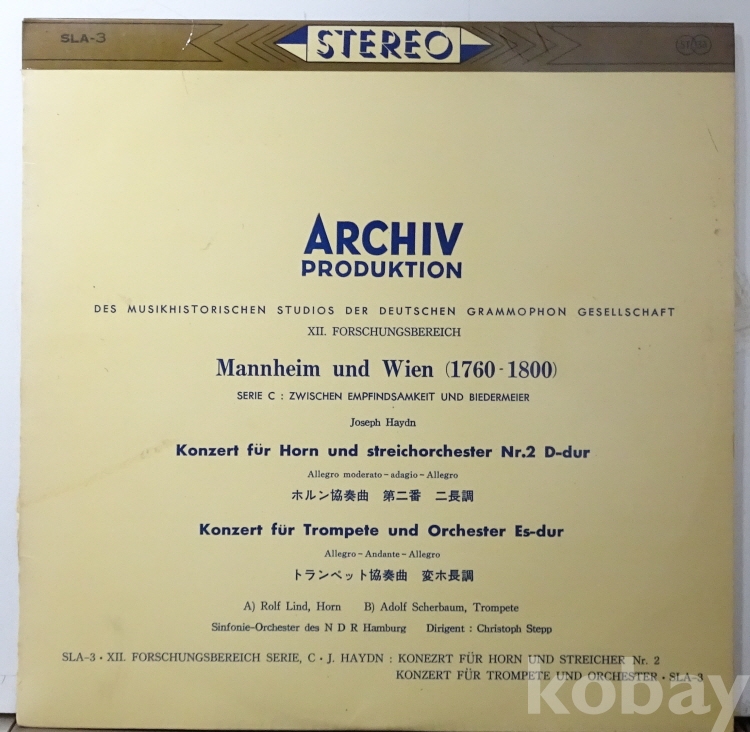 SLA-3
STEREO
ARCHIV
PRODUKTION
DES MUSIKHISTORISCHEN STUDIOS DER DEUTSCHEN GRAMMOPHON GESELLSCHAFT
XII. FORSCHUNGSBEREICH
Mannheim und Wien (1760-1800)
SERIE C : ZWISCHEN EMPFINDSAMKEIT UND BIEDERMEIER
Joseph Haydn
Konzert für Horn und streichorchester Nr.2 D-dur
Allegro moderato - adagio - Allegro
ホルン協奏曲 第二番 二長調
Konzert für Trompete und Orchester Es-dur
Allegro - Andante - Allegro
トランペット協奏曲 変ホ長調
A) Rolf Lind, Horn B) Adolf Scherbaum, Trompete
Sinfonie-Orchester des N D R Hamburg Dirigent : Christoph Stepp
SLA-3 · XII. FORSCHUNGSBEREICH SERIE, C · J. HAYDN : KONEZRT FÜR HORN UND STREICHER Nr. 2
KONZERT FÜR TROMPETE UND ORCHESTER · SLA-3
kobay